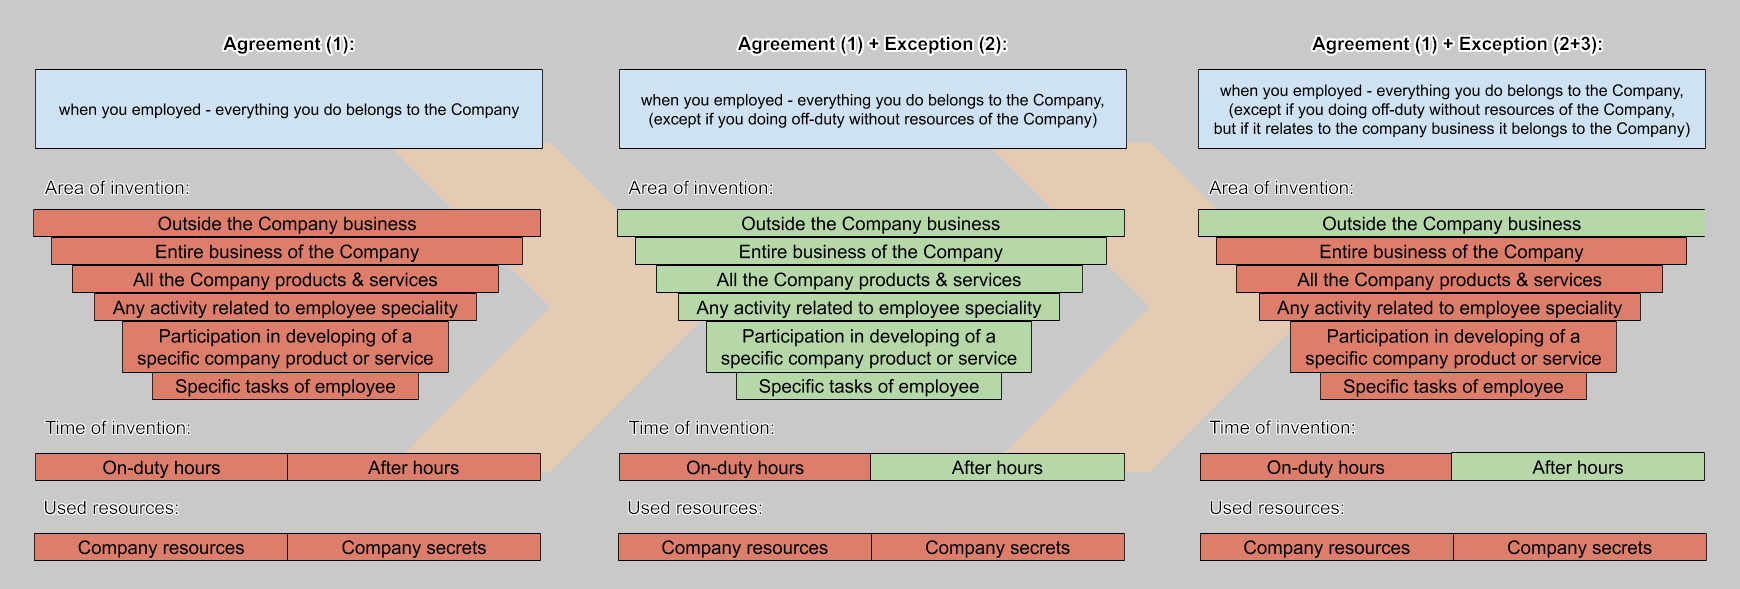 Agreement (1):
when you employed - everything you do belongs to the Company
Area of invention:
Outside the Company business
Entire business of the Company
All the Company products & services
Any activity related to employee speciality
Participation in developing of a
specific company product or service
Specific tasks of employee
Time of invention:
On-duty hours
After hours
Used resources:
Company resources
Company secrets
Agreement (1) + Exception (2):
when you employed - everything you do belongs to the Company,
(except if you doing off-duty without resources of the Company)
Area of invention:
Outside the Company business
Entire business of the Company
All the Company products & services
Any activity related to employee speciality
Participation in developing of a
specific company product or service
Specific tasks of employee
Time of invention:
On-duty hours
After hours
Used resources:
Company resources
Company secrets
Agreement (1) + Exception (2+3):
when you employed - everything you do belongs to the Company,
(except if you doing off-duty without resources of the Company,
but if it relates to the company business it belongs to the Company)
Area of invention:
Outside the Company business
Entire business of the Company
All the Company products & services
Any activity related to employee speciality
Participation in developing of a
specific company product or service
Specific tasks of employee
Time of invention:
On-duty hours
After hours
Used resources:
Company resources
Company secrets